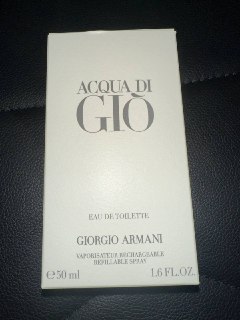 ACQUA DI
GIÒ
EAU DE TOILETTE
GIORGIO ARMANI
VAPORISATEUR RECHARGEABLE
REFILLABLE SPRAY
℮50 ml
1.6 FL.OZ.